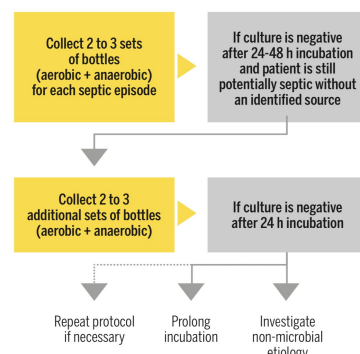 Collect 2 to 3 sets
of bottles
(aerobic + anaerobic)
for each septic episode
If culture is negative
after 24-48 h incubation
and patient is still
potentially septic without
an identified source
Collect 2 to 3
additional sets of bottles
(aerobic + anaerobic)
If culture is negative
after 24 h incubation
Repeat protocol
if necessary
Prolong
incubation
Investigate
non-microbial
etiology